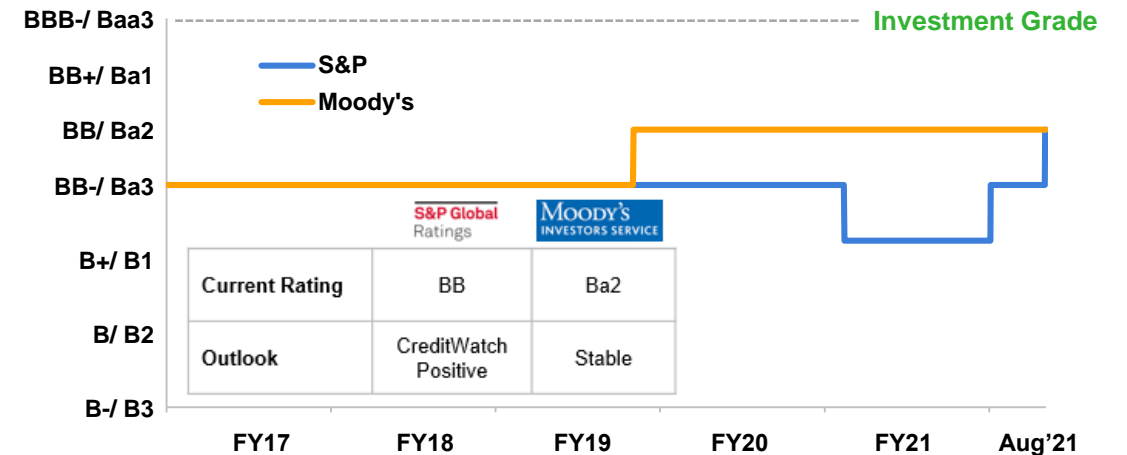 BBB-/ Baa3
Investment Grade
BB+/ Ba1
S&P
Moody's
BB/ Ba2
BB-/ Ba3
S&P Global
Ratings
MOODY'S
INVESTORS SERVICE
B+/ B1
Current Rating
BB
Ba2
B/ B2
Outlook
CreditWatch
Positive
Stable
B-/ B3
FY17
FY18
FY19
FY20
FY21
Aug’21